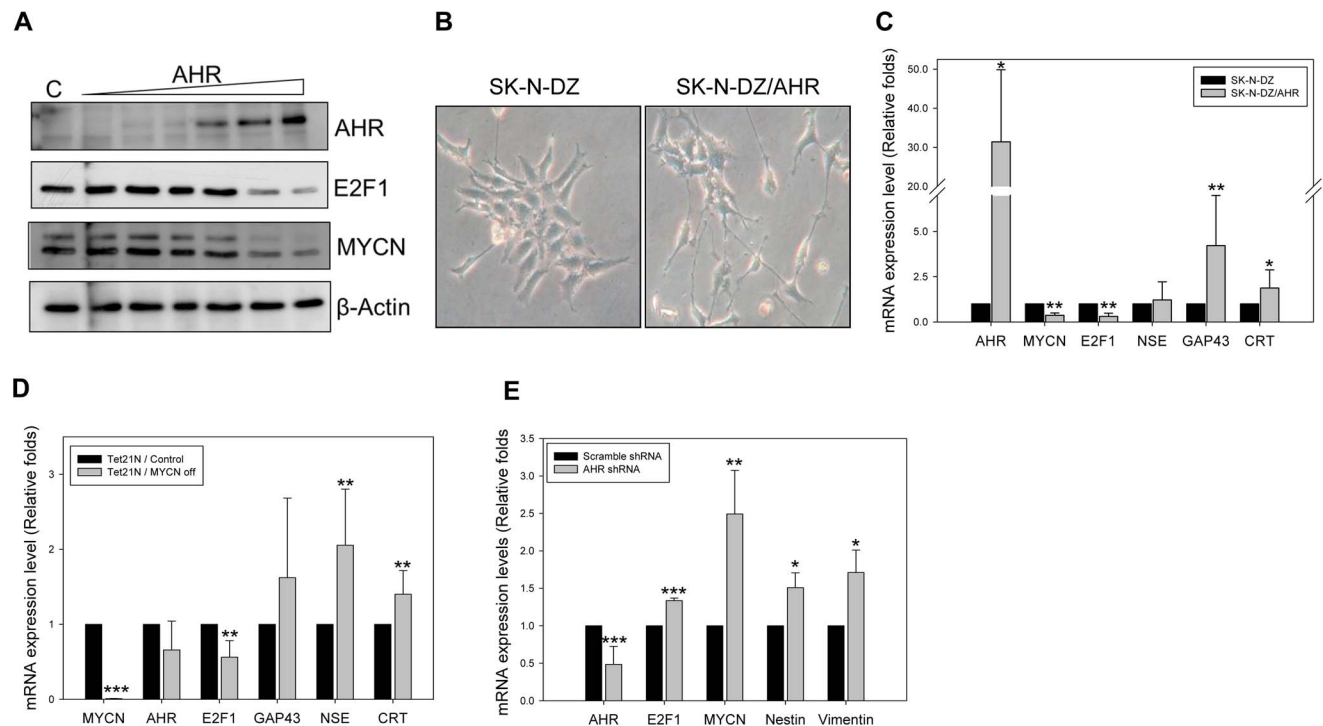 A
AHR
C
AHR
E2F1
MYCN
β-Actin
B
SK-N-DZ
SK-N-DZ/AHR
C
mRNA expression level (Relative folds)
50.0
40.0
30.0
20.0
5.0
2.5
0.0
*
**
**
**
*
SK-N-DZ
SK-N-DZ/AHR
AHR MYCN E2F1 NSE GAP43 CRT
D
mRNA expression level (Relative folds)
3
2
1
0
Tet21N / Control
Tet21N / MYCN off
***
**
**
**
MYCN AHR E2F1 GAP43 NSE CRT
E
mRNA expression levels (Relative folds)
3.5
3.0
2.5
2.0
1.5
1.0
0.5
0.0
Scramble shRNA
AHR shRNA
***
***
**
*
*
AHR E2F1 MYCN Nestin Vimentin